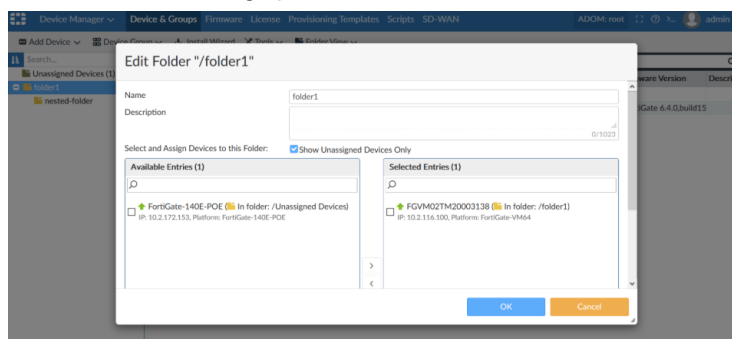 Device Manager Device & Groups Firmware License Provisioning Templates Scripts SD-WAN ADOM: root admin
Add Device Device Group Install Wizard Tools Folder View
Search...
Unassigned Devices (1)
folder1
nested-folder
ware Version Descri
iGate 6.4.0,build15
Edit Folder "/folder1"
Name folder1
Description
0/1023
Select and Assign Devices to this Folder: Show Unassigned Devices Only
Available Entries (1) Selected Entries (1)
FortiGate-140E-POE ( In folder: /Unassigned Devices) FGVM02TM20003138 ( In folder: /folder1)
IP: 10.2.172.153, Platform: FortiGate-140E-POE IP: 10.2.116.100, Platform: FortiGate-VM64
OK Cancel